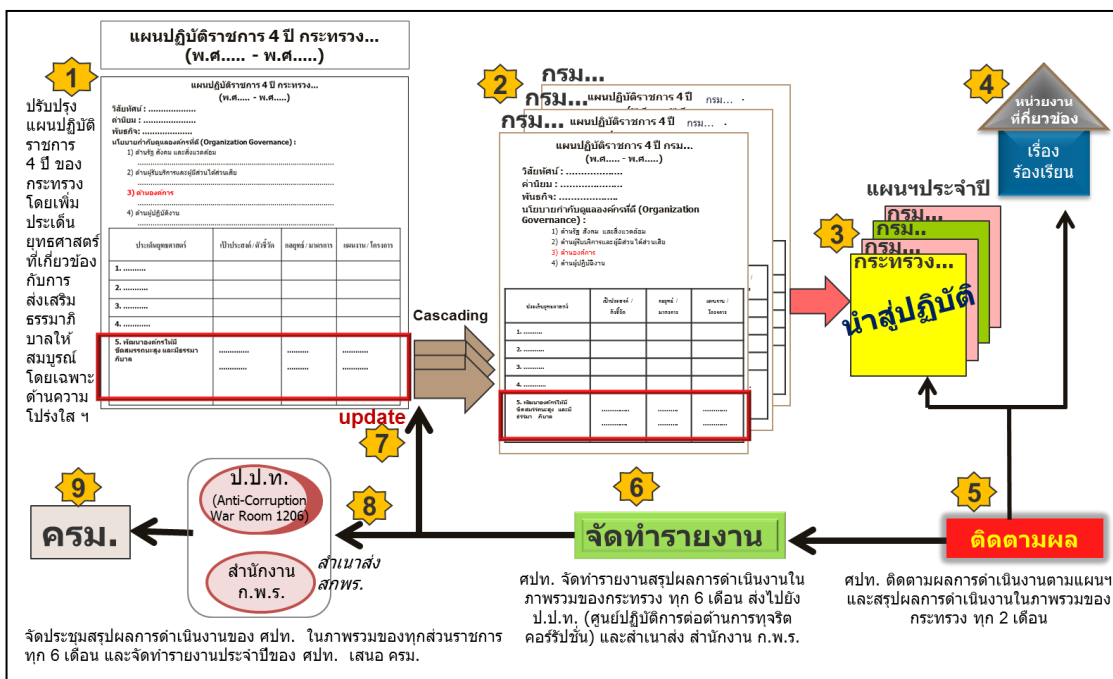 แผนปฏิบัติราชการ 4 ปี กระทรวง...
(พ.ศ..... - พ.ศ.....)
1
ปรับปรุง
แผนปฏิบัติ
ราชการ
4 ปี ของ
กระทรวง
โดยเพิ่ม
ประเด็น
ยุทธศาสตร์
ที่เกี่ยวข้อง
กับการ
ส่งเสริม
ธรรมาภิ
บาลให้
สมบูรณ์
โดยเฉพาะ
ด้านความ
โปร่งใส ฯ
แผนปฏิบัติราชการ 4 ปี กระทรวง...
(พ.ศ..... - พ.ศ.....)
วิสัยทัศน์ : ...................
ค่านิยม : ...................
พันธกิจ: ....................
นโยบายกำกับดูแลองค์กรที่ดี (Organization Governance) :
1) ด้านรัฐ สังคม และสิ่งแวดล้อม
2) ด้านผู้รับบริการและผู้มีส่วนได้ส่วนเสีย
3) ด้านองค์การ
4) ด้านผู้ปฏิบัติงาน
ประเด็นยุทธศาสตร์ เป้าประสงค์ / ตัวชี้วัด กลยุทธ์ / มาตรการ แผนงาน / โครงการ
1. ..........
2. ..........
3. ..........
4. ...........
5. พัฒนาองค์กรให้มี
ขีดสมรรถนะสูง และมีธรรมา
ภิบาล
Cascading
update
2
กรม...
กรม... แผนปฏิบัติราชการ 4 ปี กรม... .
กรม... แผนปฏิบัติราชการ 4 ปี กรม... .
แผนปฏิบัติราชการ 4 ปี กรม...
(พ.ศ..... - พ.ศ.....)
วิสัยทัศน์ : ....................
ค่านิยม : .....................
พันธกิจ: .....................
นโยบายกำกับดูแลองค์กรที่ดี (Organization
Governance) :
1) ด้านรัฐ สังคม และสิ่งแวดล้อม
2) ด้านผู้รับบริการและผู้มีส่วนได้ส่วนเสีย
3) ด้านองค์การ
4) ด้านผู้ปฏิบัติงาน
ประเด็นยุทธศาสตร์ เป้าประสงค์ / ตัวชี้วัด กลยุทธ์ / มาตรการ แผนงาน / โครงการ
1. ..........
2. ..........
3. ..........
4. ..........
5. พัฒนาองค์กรให้มี
ขีดสมรรถนะสูง และมี
ธรรมา ภิบาล
3
แผนฯประจำปี
กรม...
กรม..
กรม...
กระทรวง...
นำสู่ปฏิบัติ
4
หน่วยงาน
ที่กี่ยวข้อง
เรื่อง
ร้องเรียน
5
ติดตามผล
ศปท. ติดตามผลการดำเนินงานตามแผนฯ
และสรุปผลการดำเนินงานในภาพรวมของ
กระทรวง ทุก 2 เดือน
6
จัดทำรายงาน
ศปท. จัดทำรายงานสรุปผลการดำเนินงานใน
ภาพรวมของกระทรวง ทุก 6 เดือน ส่งไปยัง
ป.ป.ท. (ศูนย์ปฏิบัติการต่อต้านการทุจริต
คอร์รัปชั่น) และสำเนาส่ง สำนักงาน ก.พ.ร.
7
8
สำเนาส่ง
สกพร.
ป.ป.ท.
(Anti-Corruption
War Room 1206)
สำนักงาน
ก.พ.ร.
9
ครม.
จัดประชุมสรุปผลการดำเนินงานของ ศปท. ในภาพรวมของทุกส่วนราชการ
ทุก 6 เดือน และจัดทำรายงานประจำปีของ ศปท. เสนอ ครม.